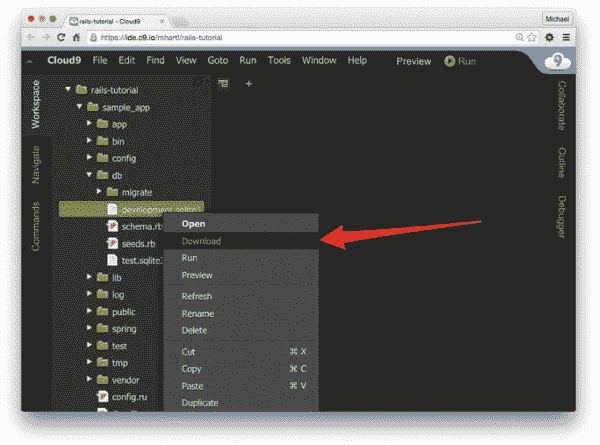 rails-tutorial - Cloud9
Michael
https://ide.c9.io/mhartl/rails-tutorial
Cloud9 File Edit Find View Goto Run Tools Window Help Preview Run
9
Workspace
Navigate
Commands
rails-tutorial
sample_app
app
bin
config
db
migrate
development.sqlite3
schema.rb
seeds.rb
test.sqlite3
lib
log
public
spring
test
tmp
vendor
config.ru
Open
Download
Run
Preview
Refresh
Rename
Delete
Cut ⌘ X
Copy ⌘ C
Paste ⌘ V
Duplicate
Collaborate
Outline
Debugger